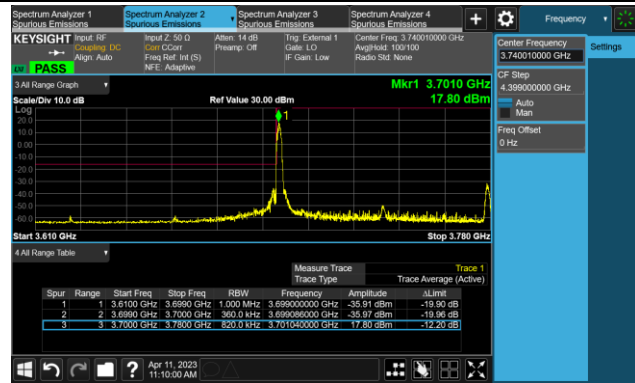 Spectrum Analyzer 1
Spurious Emissions
Spectrum Analyzer 2
Spurious Emissions
Spectrum Analyzer 3
Spurious Emissions
Spectrum Analyzer 4
Spurious Emissions
Frequency
KEYSIGHT
Input: RF
Coupling: DC
Align: Auto
Input Z: 50 Ω
Corr CCorr
Freq Ref: Int (S)
NFE: Adaptive
Atten: 14 dB
Preamp: Off
Trig: External 1
Gate: LO
IF Gain: Low
Center Freq: 3.740010000 GHz
Avg|Hold: 100/100
Radio Std: None
PASS
Center Frequency
3.740010000 GHz
Settings
CF Step
4.399000000 GHz
Auto
Man
Freq Offset
0 Hz
3 All Range Graph
Mkr1 3.7010 GHz
Scale/Div 10.0 dB
Ref Value 30.00 dBm
17.80 dBm
Log
20.0
10.0
0.00
-10.0
-20.0
-30.0
-40.0
-50.0
-60.0
1
Start 3.610 GHz
Stop 3.780 GHz
4 All Range Table
Measure Trace Trace 1
Trace Type Trace Average (Active)
Spur Range Start Freq Stop Freq RBW Frequency Amplitude ΔLimit
1 1 3.6100 GHz 3.6990 GHz 1.000 MHz 3.699000000 GHz -35.91 dBm -19.90 dB
2 2 3.6990 GHz 3.7000 GHz 360.0 kHz 3.699086000 GHz -35.97 dBm -19.96 dB
3 3 3.7000 GHz 3.7800 GHz 820.0 kHz 3.701040000 GHz 17.80 dBm -12.20 dB
Apr 11, 2023
11:10:00 AM